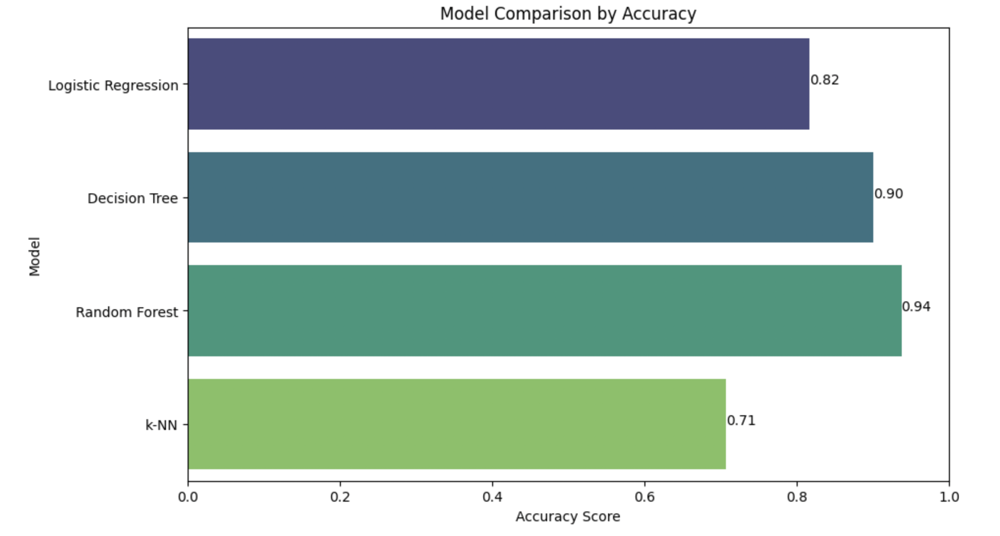 Model Comparison by Accuracy
Logistic Regression
0.82
Decision Tree
0.90
Model
Random Forest
0.94
k-NN
0.71
0.0 0.2 0.4 0.6 0.8 1.0
Accuracy Score